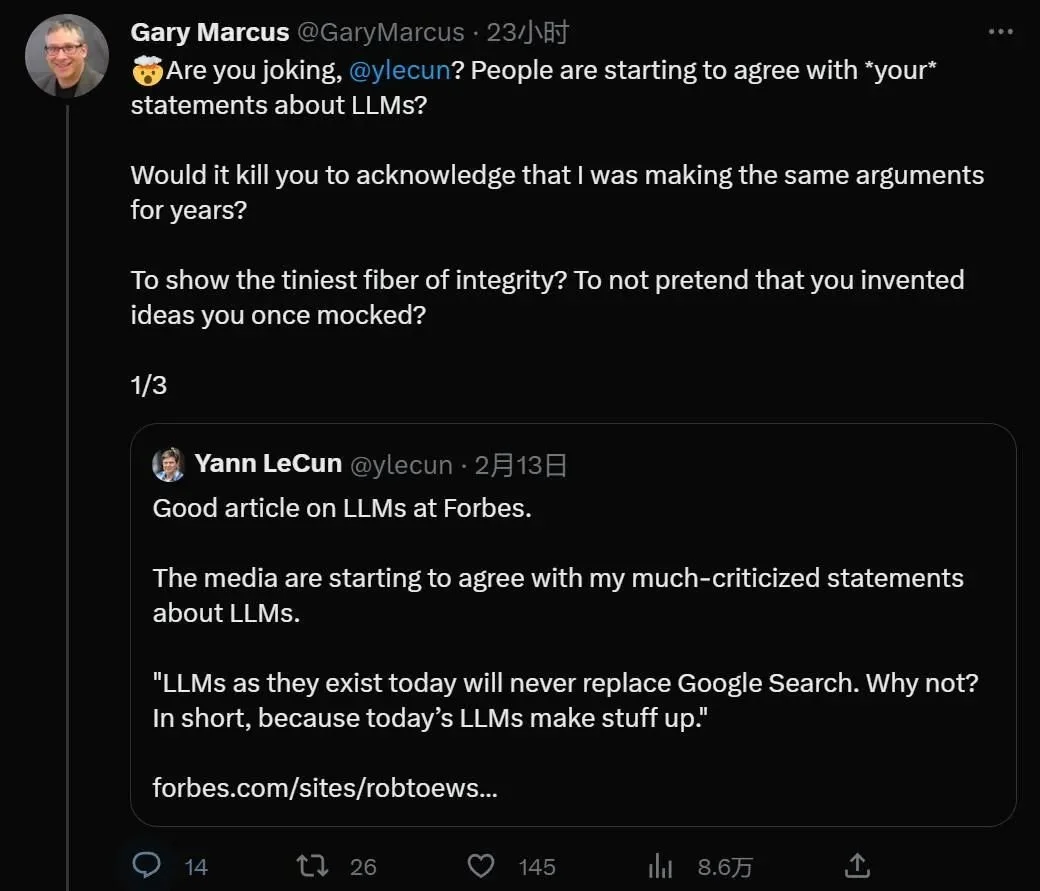 Gary Marcus @GaryMarcus · 23小时
🤯Are you joking, @ylecun? People are starting to agree with *your*
statements about LLMs?
Would it kill you to acknowledge that I was making the same arguments
for years?
To show the tiniest fiber of integrity? To not pretend that you invented
ideas you once mocked?
1/3
Yann LeCun @ylecun · 2月13日
Good article on LLMs at Forbes.
The media are starting to agree with my much-criticized statements
about LLMs.
"LLMs as they exist today will never replace Google Search. Why not?
In short, because today’s LLMs make stuff up."
forbes.com/sites/robtoews...
14 26 145 8.6万